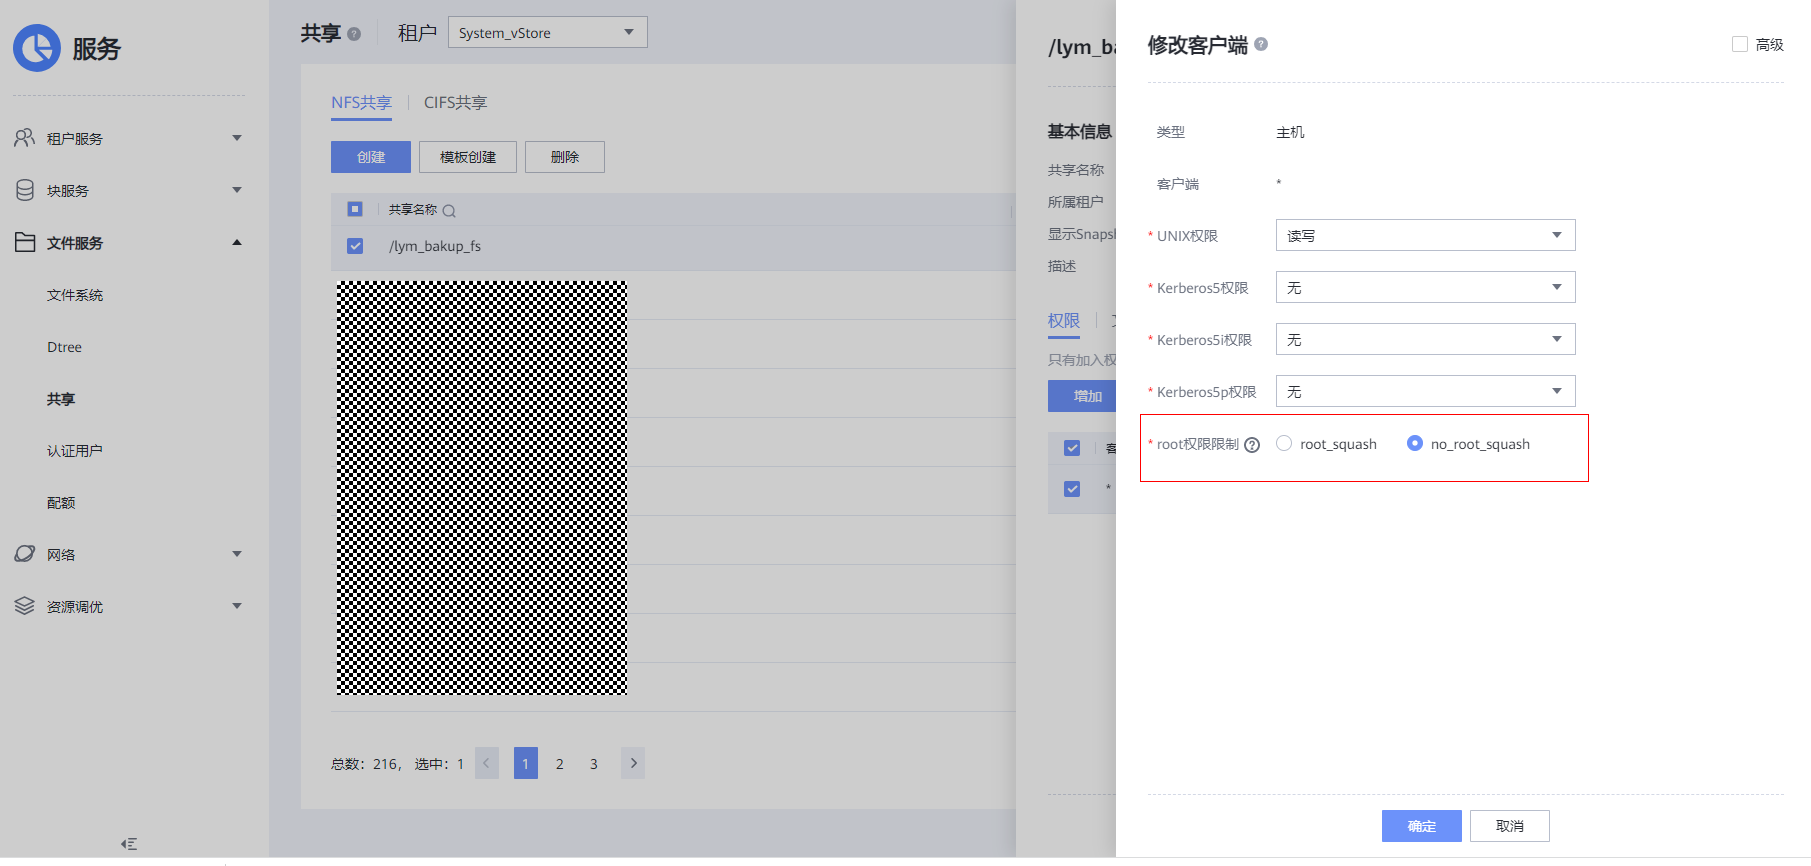 服务
租户服务
块服务
文件服务
文件系统
Dtree
共享
认证用户
配额
网络
资源调优
共享
租户
System_vStore
NFS共享
CIFS共享
创建
模板创建
删除
共享名称
/lym_bakup_fs
总数：216， 选中：1
1
2
3
/lym_ba
基本信息
共享名称
所属租户
显示Snapsh
描述
权限
只有加入权
增加
客
*
修改客户端
高级
类型 主机
客户端 *
* UNIX权限 读写
* Kerberos5权限 无
* Kerberos5i权限 无
* Kerberos5p权限 无
* root权限限制 root_squash no_root_squash
确定
取消